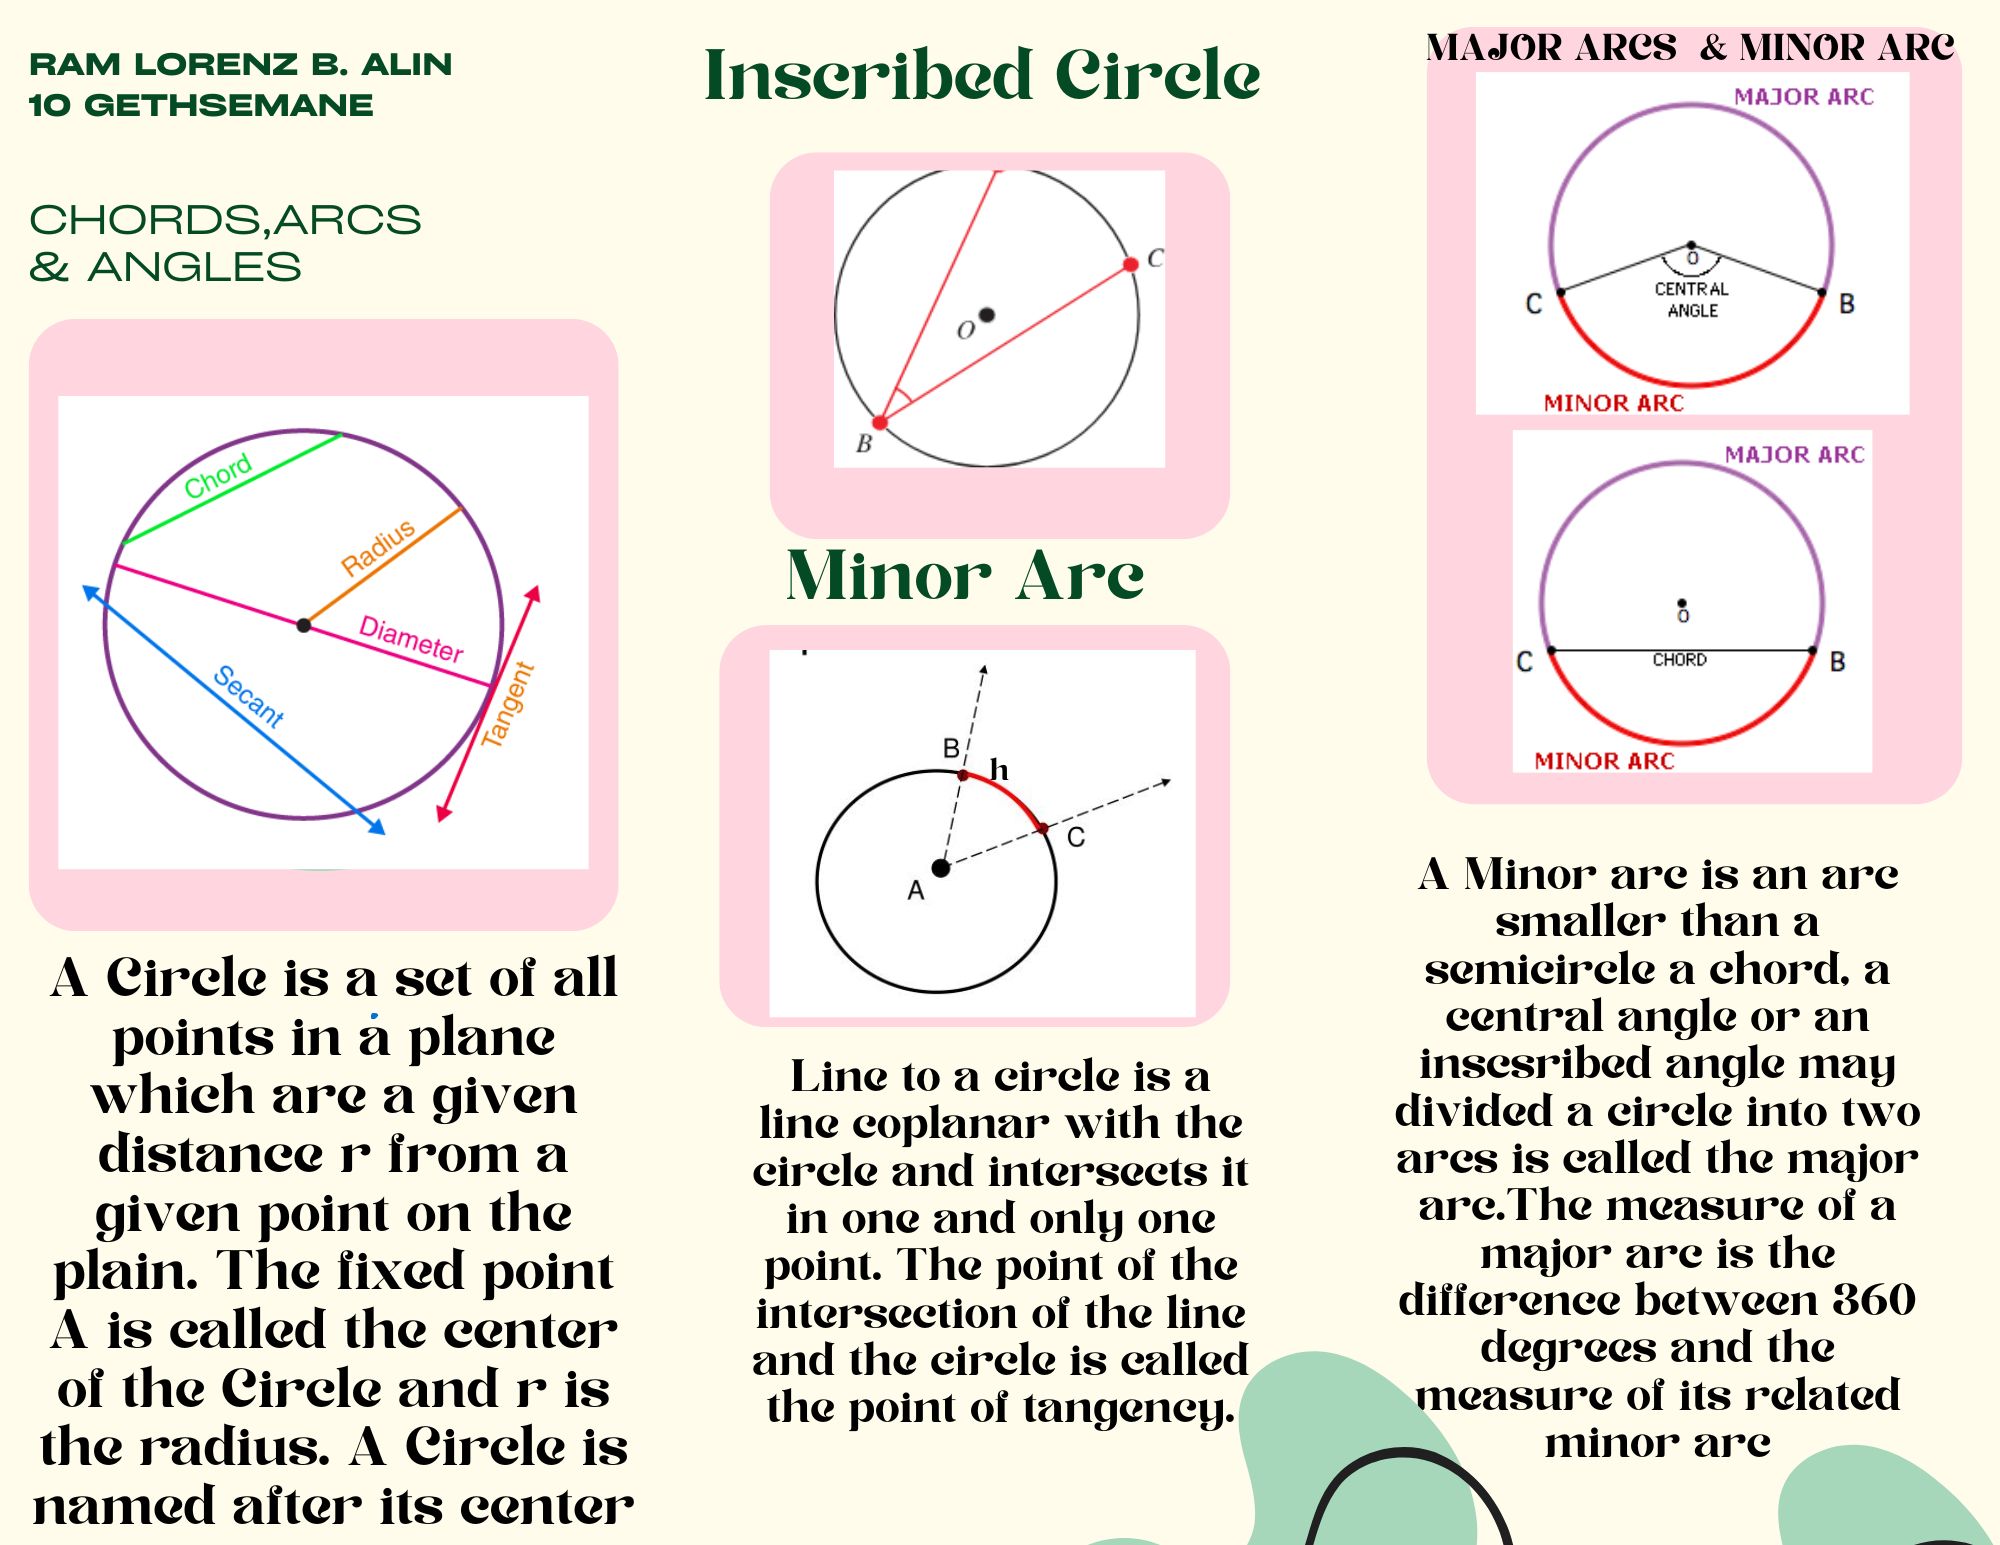 RAM LORENZ B. ALIN
10 GETHSEMANE
CHORDS,ARCS
& ANGLES
Chord
Radius
Diameter
Secant
Tangent
A Circle is a set of all
points in a plane
which are a given
distance r from a
given point on the
plain. The fixed point
A is called the center
of the Circle and r is
the radius. A Circle is
named after its center
Inscribed Circle
C
O
B
Minor Arc
B
h
C
A
Line to a circle is a
line coplanar with the
circle and intersects it
in one and only one
point. The point of the
intersection of the line
and the circle is called
the point of tangency.
MAJOR ARCS & MINOR ARC
MAJOR ARC
O
CENTRAL
ANGLE
C
B
MINOR ARC
MAJOR ARC
O
C
CHORD
B
MINOR ARC
A Minor arc is an arc
smaller than a
semicircle a chord, a
central angle or an
inscsribed angle may
divided a circle into two
arcs is called the major
arc.The measure of a
major arc is the
difference between 360
degrees and the
measure of its related
minor arc